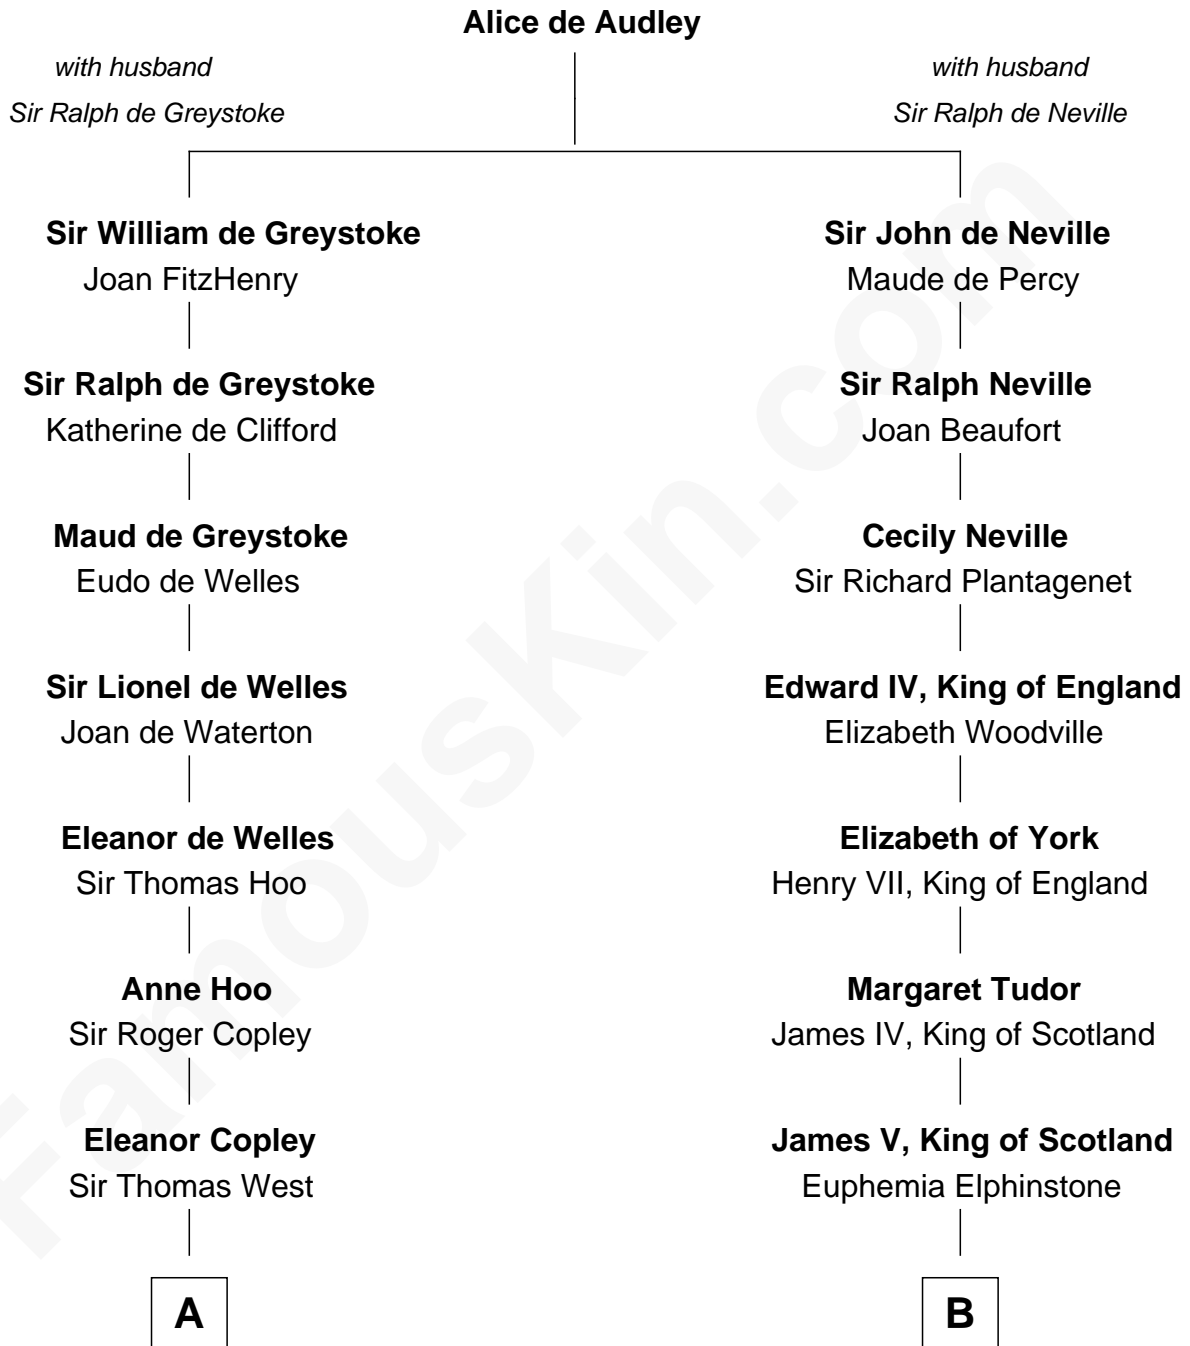 Alice de Audley
with husband
Sir Ralph de Greystoke
with husband
Sir Ralph de Neville
Sir William de Greystoke
Joan FitzHenry
Sir John de Neville
Maude de Percy
Sir Ralph de Greystoke
Katherine de Clifford
Sir Ralph Neville
Joan Beaufort
Maud de Greystoke
Eudo de Welles
Cecily Neville
Sir Richard Plantagenet
Sir Lionel de Welles
Joan de Waterton
Edward IV, King of England
Elizabeth Woodville
Eleanor de Welles
Sir Thomas Hoo
Elizabeth of York
Henry VII, King of England
Anne Hoo
Sir Roger Copley
Margaret Tudor
James IV, King of Scotland
Eleanor Copley
Sir Thomas West
James V, King of Scotland
Euphemia Elphinstone
A
B
FamousKin.com